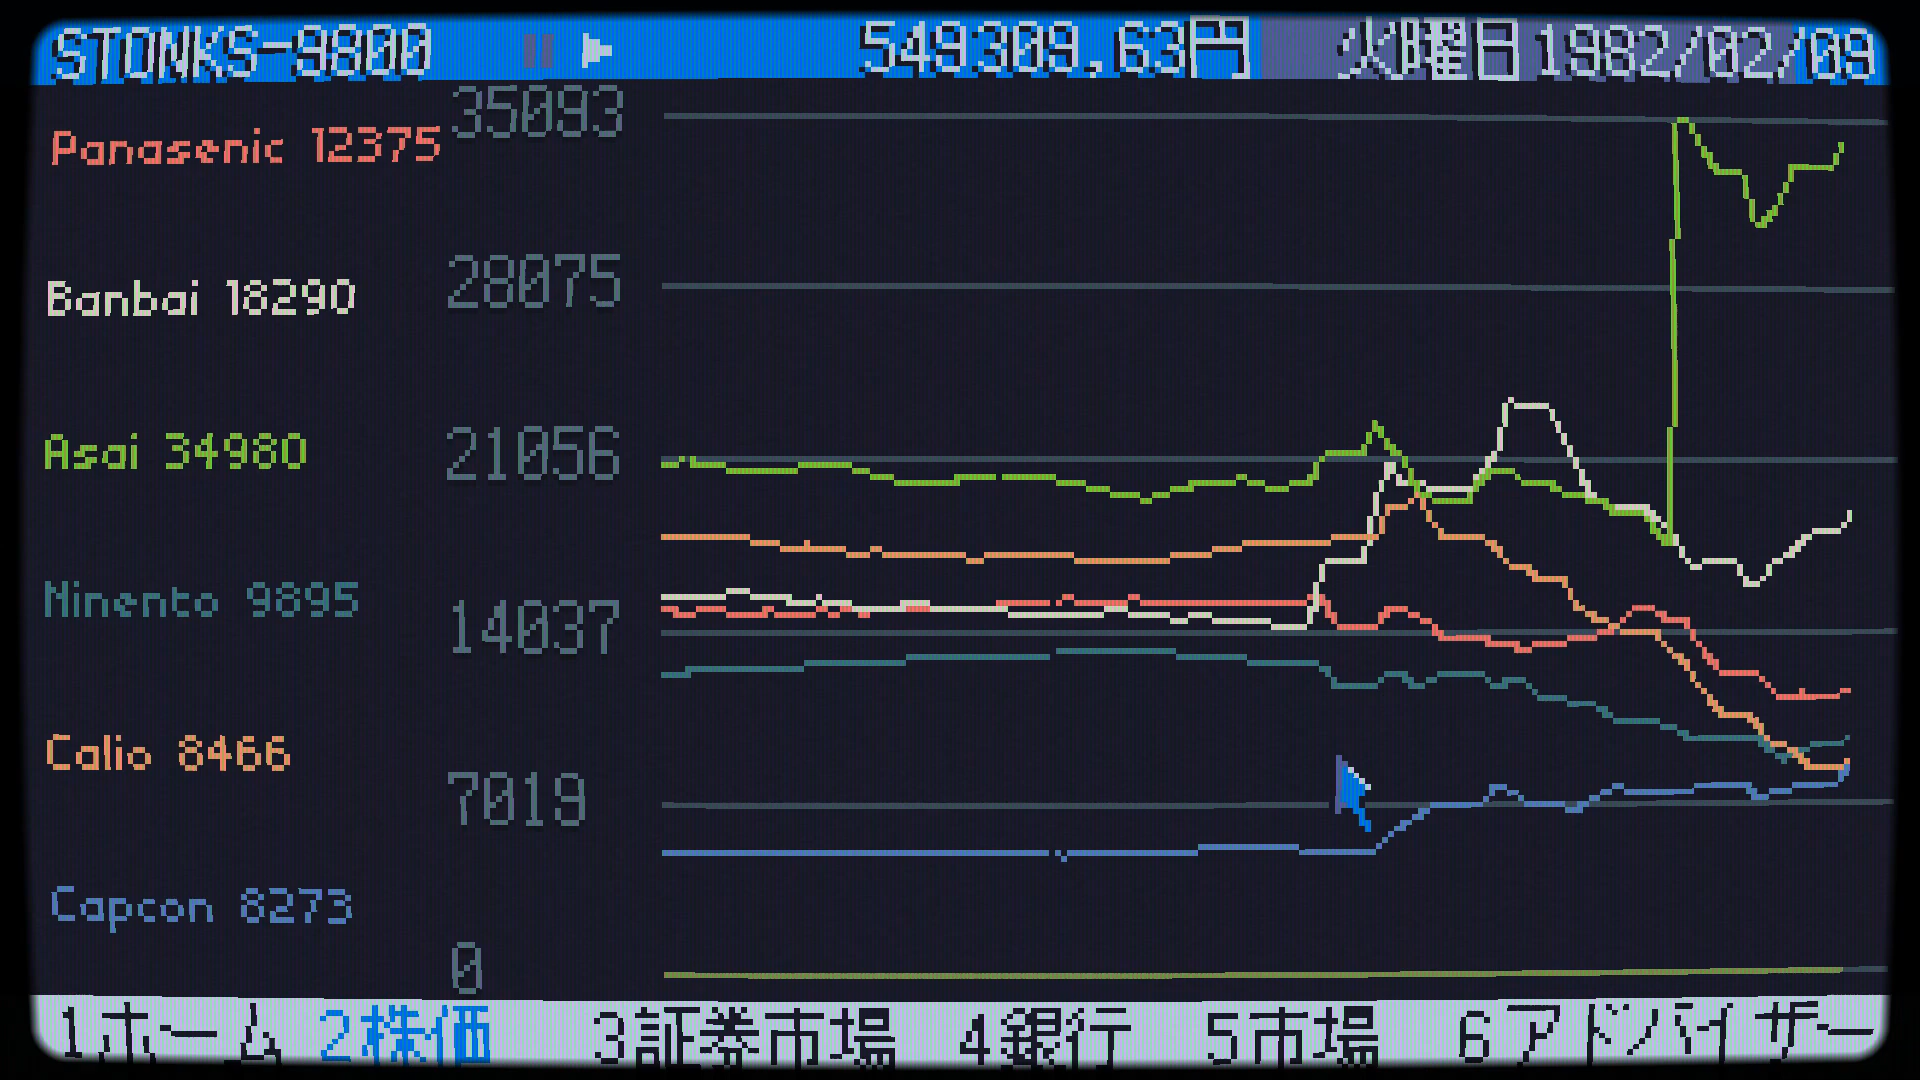 STONKS-9800
549309,63円
火曜日 1982/02/09
35093
Panasenic 12375
28075
Banbai 18290
21056
Asai 34980
14037
Ninento 9895
7019
Calio 8466
Capcon 8273
0
1ホーム 2株価 3証券市場 4銀行 5市場 6アドバイザー